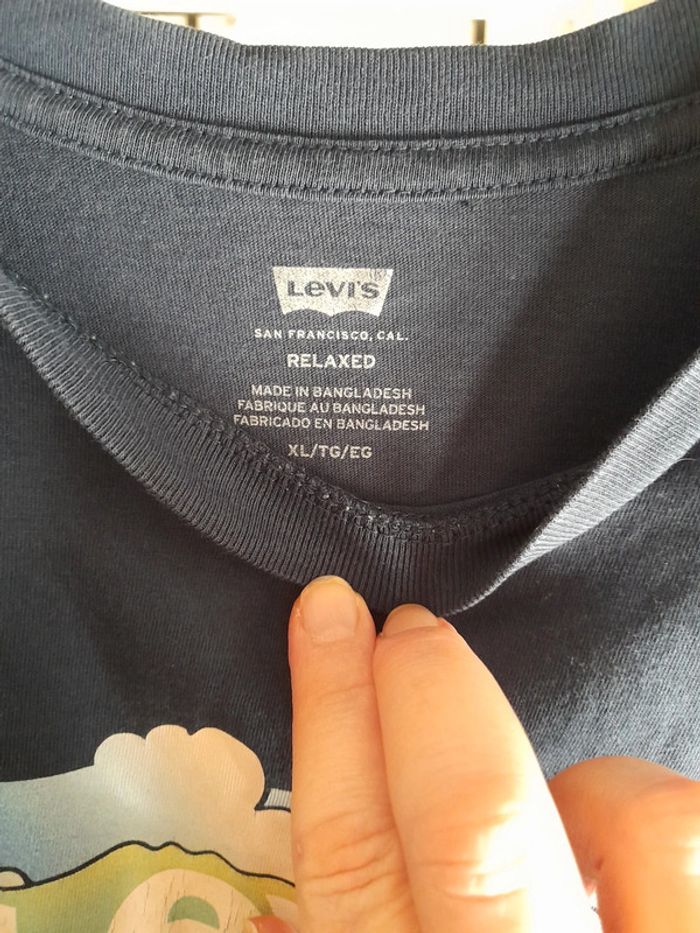 Levi's
SAN FRANCISCO, CAL.
RELAXED
MADE IN BANGLADESH
FABRIQUE AU BANGLADESH
FABRICADO EN BANGLADESH
XL/TG/EG